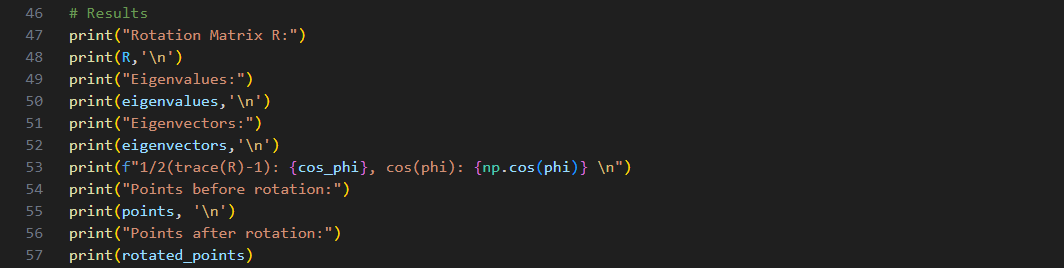 46 # Results
47 print("Rotation Matrix R:")
48 print(R,'\n')
49 print("Eigenvalues:")
50 print(eigenvalues,'\n')
51 print("Eigenvectors:")
52 print(eigenvectors,'\n')
53 print(f"1/2(trace(R)-1): {cos_phi}, cos(phi): {np.cos(phi)} \n")
54 print("Points before rotation:")
55 print(points, '\n')
56 print("Points after rotation:")
57 print(rotated_points)